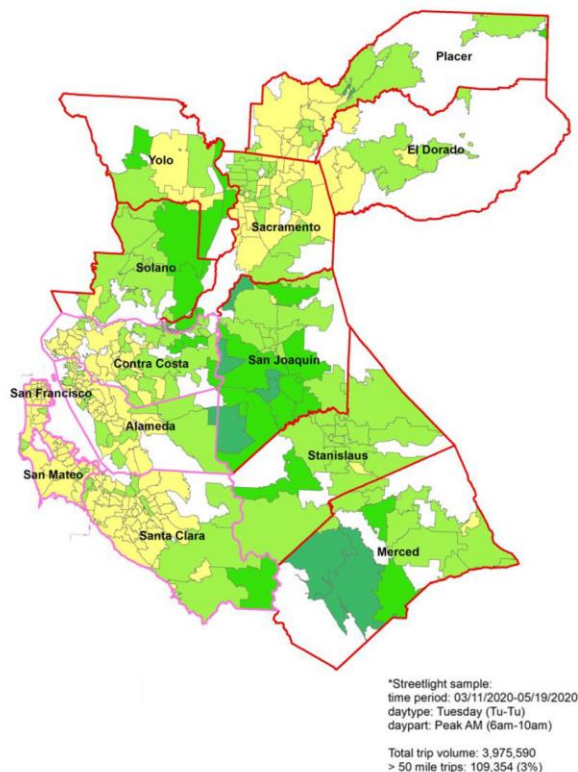 Placer
El Dorado
Yolo
Sacramento
Solano
Contra Costa
San Joaquin
San Francisco
Alameda
Stanislaus
San Mateo
Santa Clara
Merced
*Streetlight sample:
time period: 03/11/2020-05/19/2020
daytype: Tuesday (Tu-Tu)
daypart: Peak AM (6am-10am)
Total trip volume: 3,975,590
> 50 mile trips: 109,354 (3%)